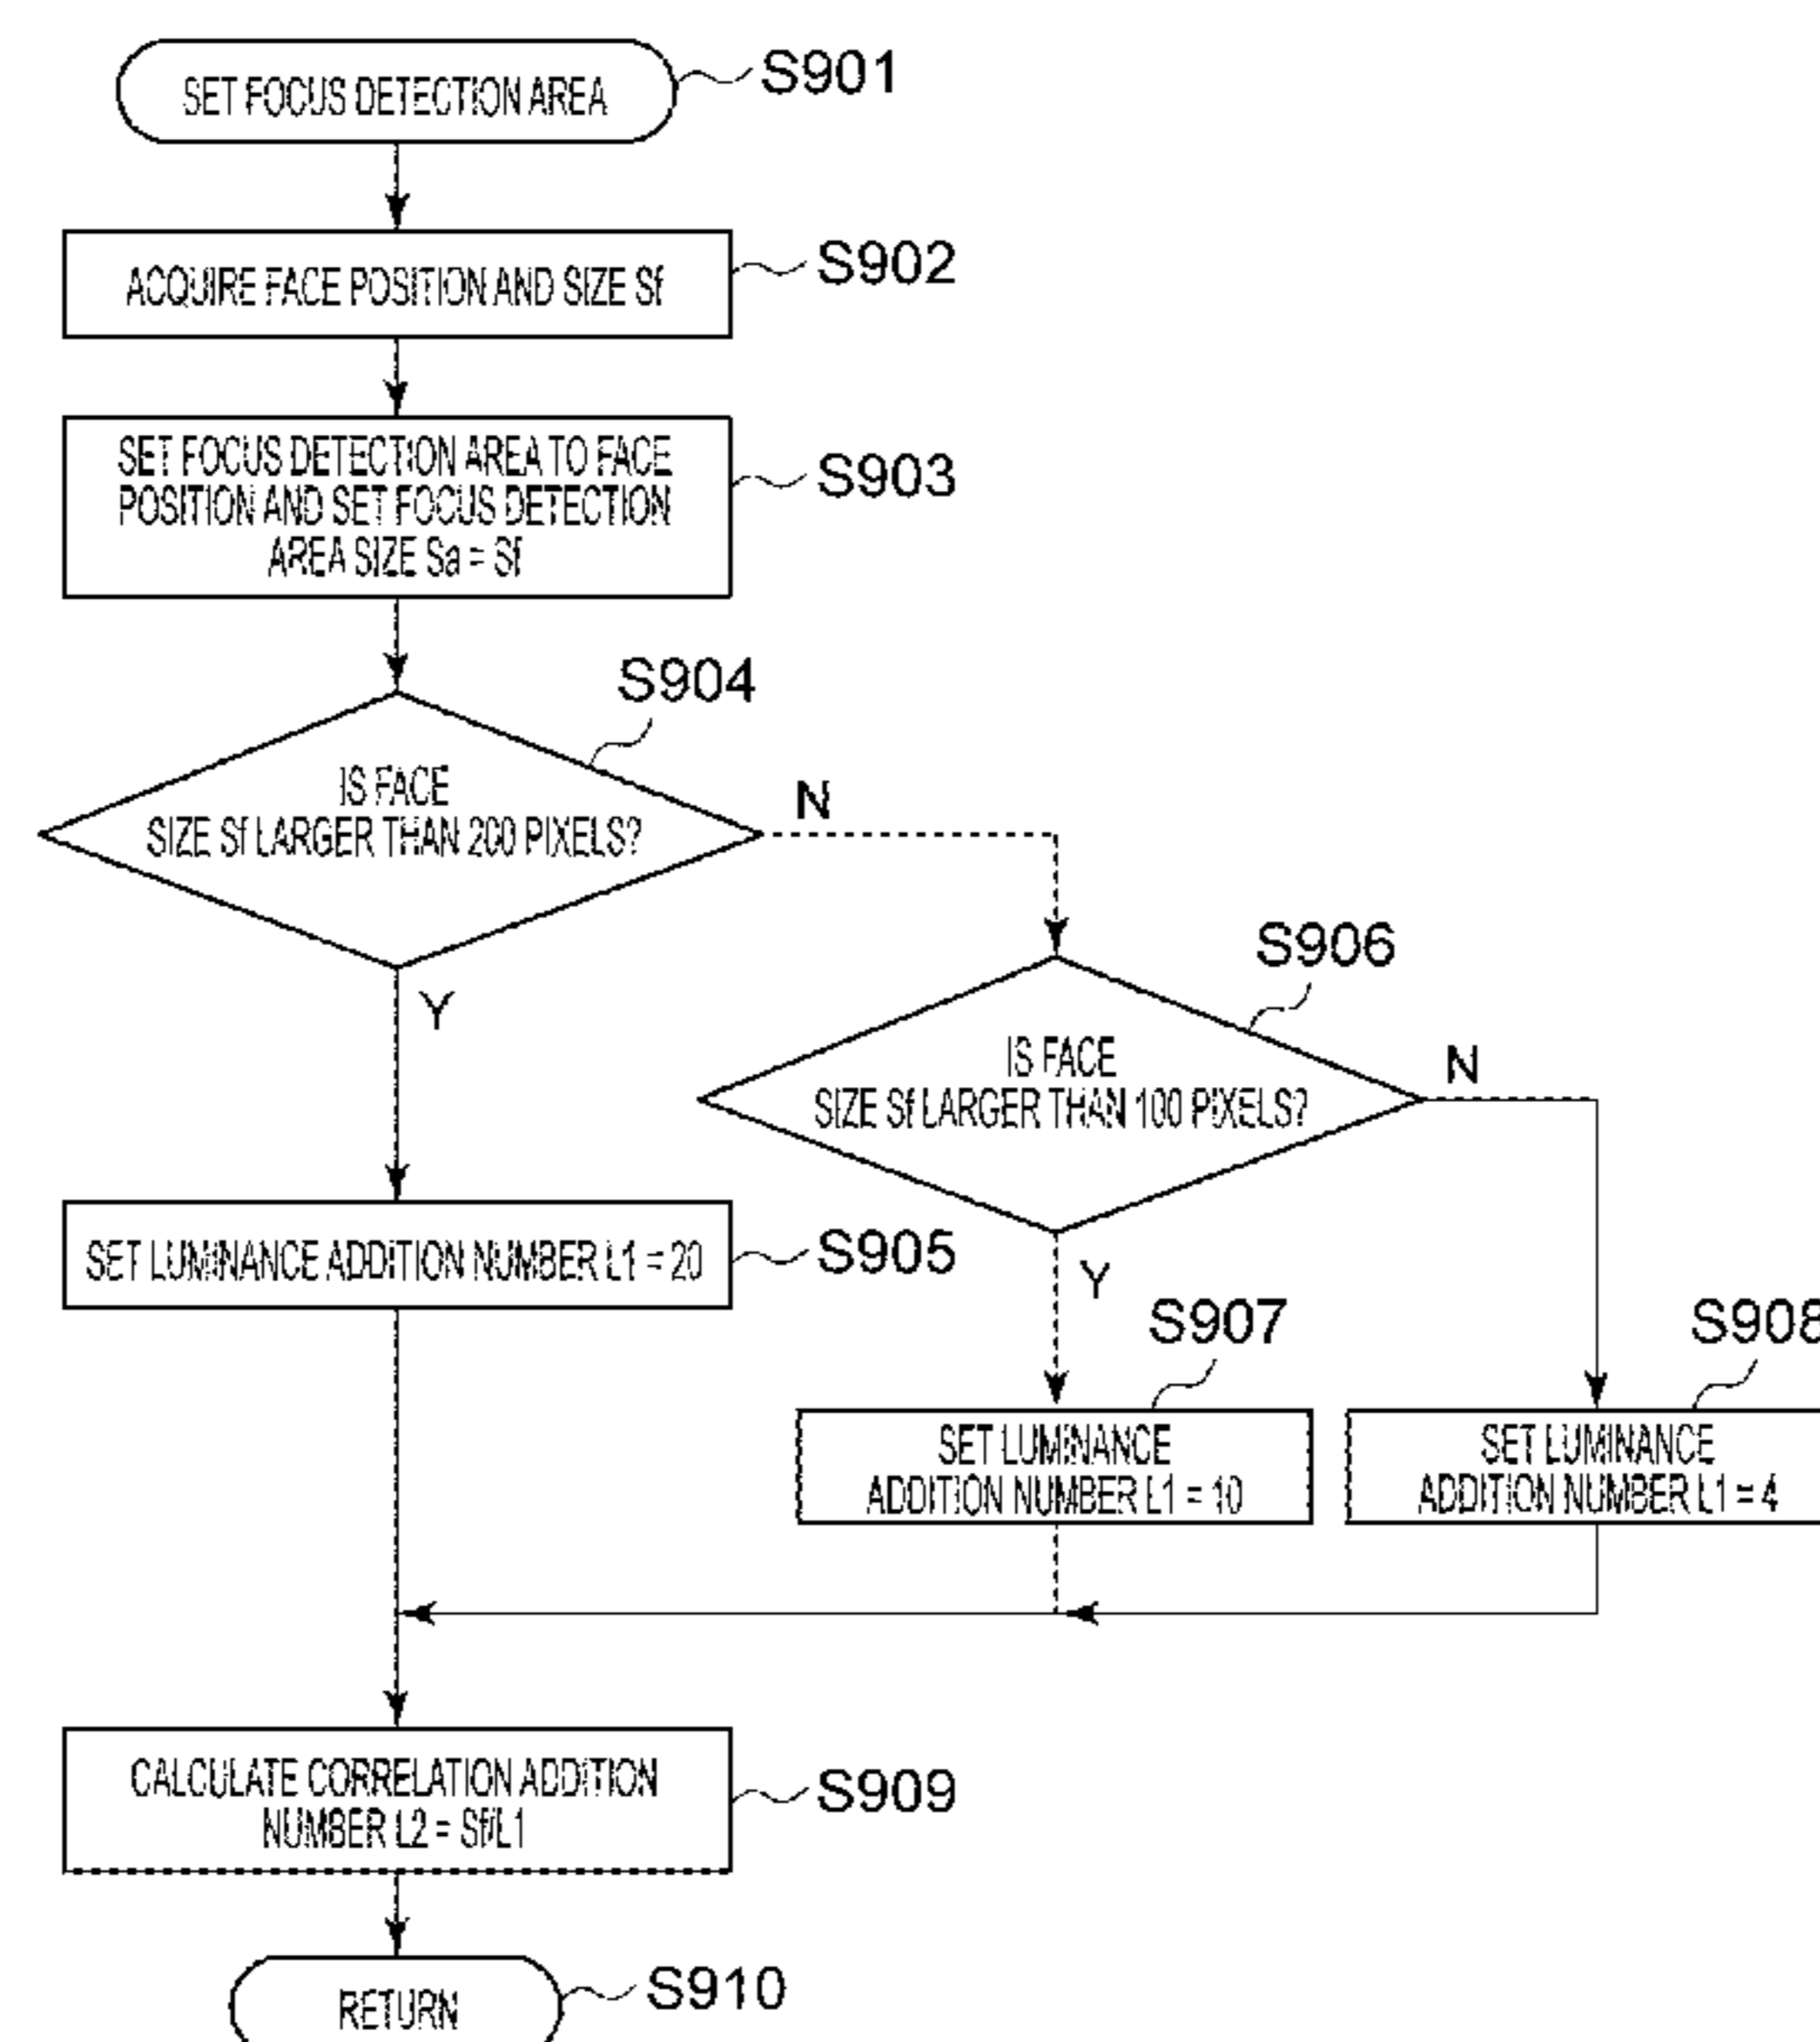 SET FOCUS DETECTION AREA
S901
ACQUIRE FACE POSITION AND SIZE Sf
S902
SET FOCUS DETECTION AREA TO FACE
POSITION AND SET FOCUS DETECTION
AREA SIZE Sa = Sf
S903
S904
IS FACE
SIZE Sf LARGER THAN 200 PIXELS?
N
Y
S906
IS FACE
SIZE Sf LARGER THAN 100 PIXELS?
N
Y
SET LUMINANCE ADDITION NUMBER L1 = 20
S905
S907
SET LUMINANCE
ADDITION NUMBER L1 = 10
S908
SET LUMINANCE
ADDITION NUMBER L1 = 4
CALCULATE CORRELATION ADDITION
NUMBER L2 = Sf/L1
S909
RETURN
S910